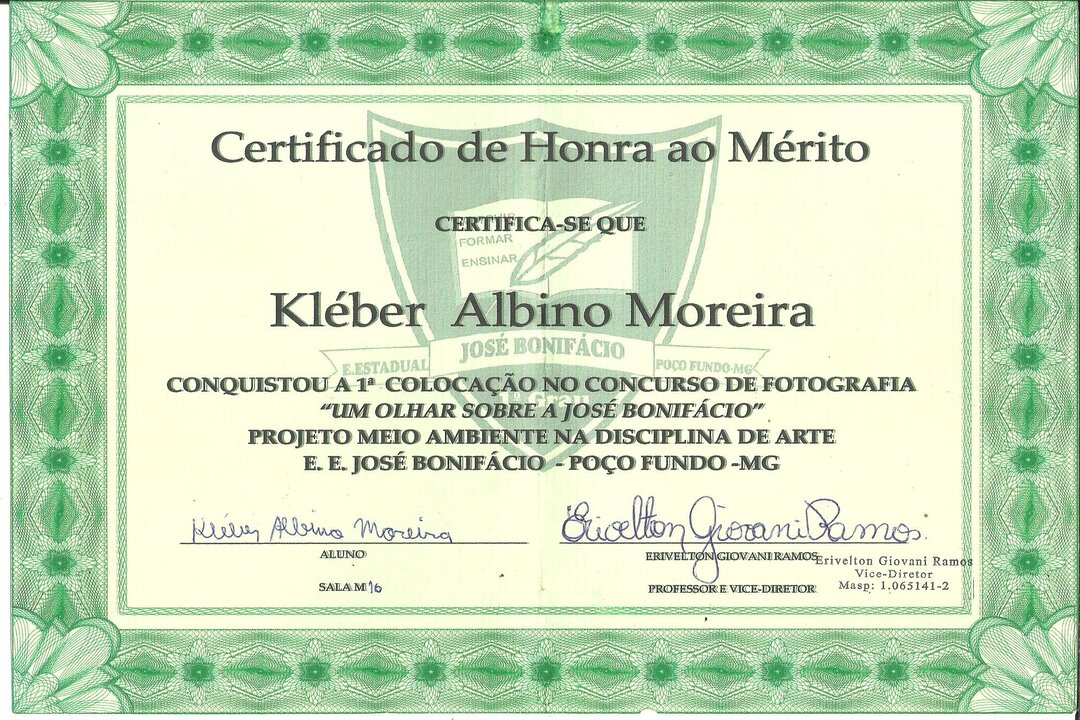 Certificado de Honra ao Mérito
CERTIFICA-SE QUE
FORMAR
ENSINAR
Kléber Albino Moreira
JOSÉ BONIFÁCIO
E.ESTADUAL
POÇO FUNDO-MG
CONQUISTOU A 1ª COLOCAÇÃO NO CONCURSO DE FOTOGRAFIA
1º Grau
“UM OLHAR SOBRE A JOSÉ BONIFÁCIO”
PROJETO MEIO AMBIENTE NA DISCIPLINA DE ARTE
E. E. JOSÉ BONIFÁCIO - POÇO FUNDO -MG
Kléber Albino Moreira
Erivelton Giovani Ramos.
ALUNO
ERIVELTON GIOVANI RAMOS
Erivelton Giovani Ramos
Vice-Diretor
Masp: 1.065141-2
SALA M 16
PROFESSOR E VICE-DIRETOR